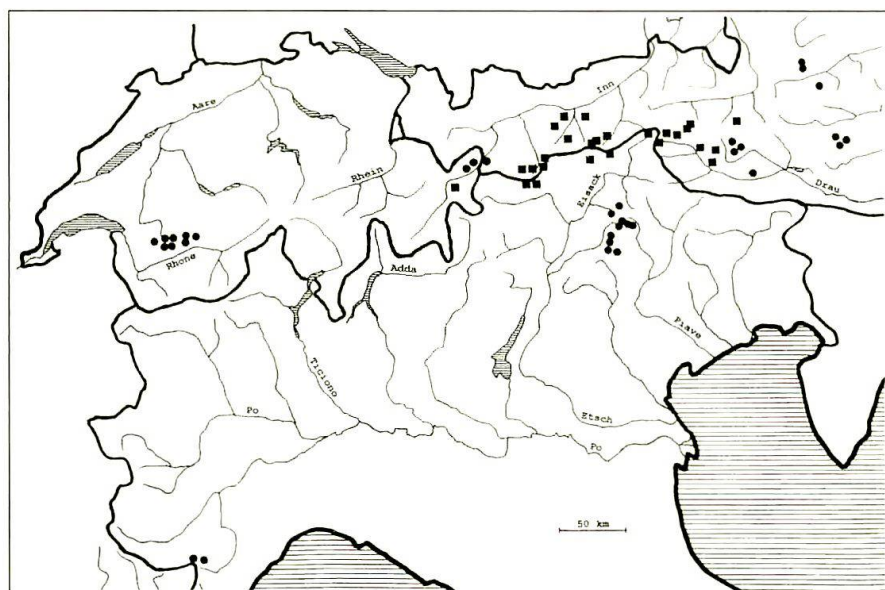 Inn
Aare
Rhein
Eisack
Drau
Rhone
Adda
Piave
Ticiono
Po
Etsch
Po
50 km